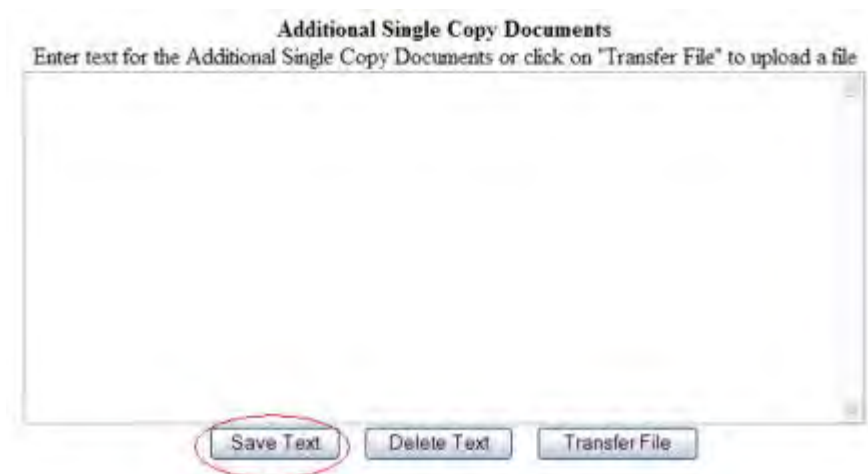 Additional Single Copy Documents
Enter text for the Additional Single Copy Documents or click on "Transfer File" to upload a file
Save Text Delete Text Transfer File